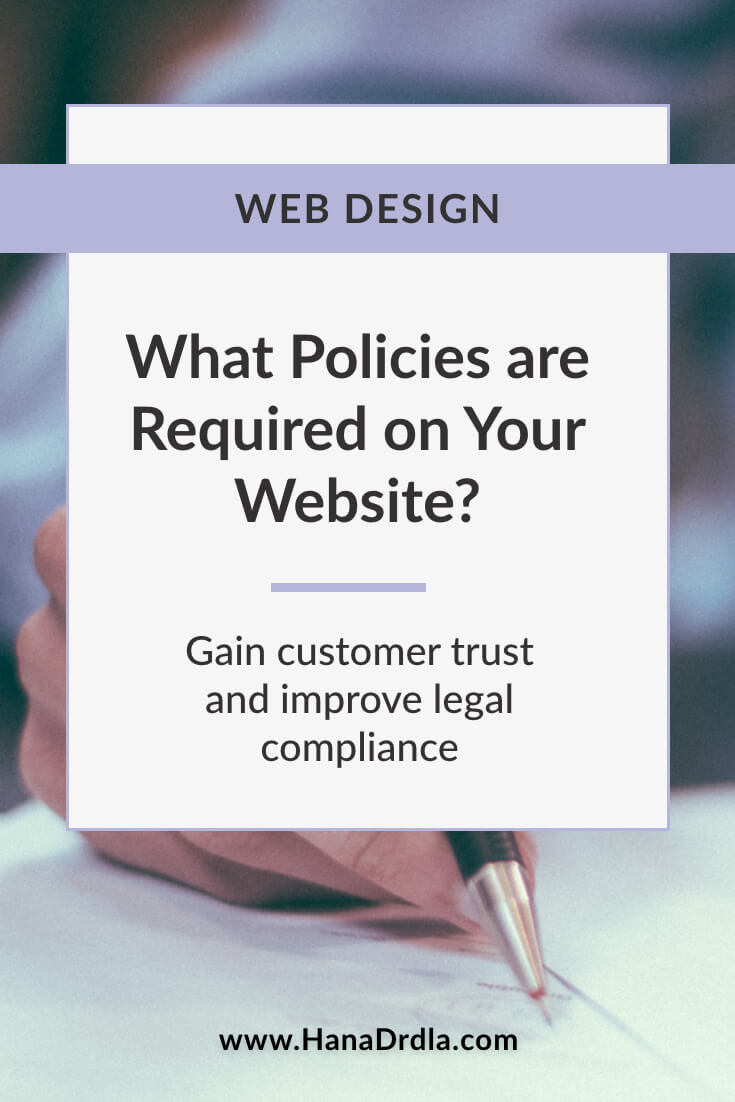 WEB DESIGN
What Policies are
Required on Your
Website?
Gain customer trust
and improve legal
compliance
www.HanaDrdla.com